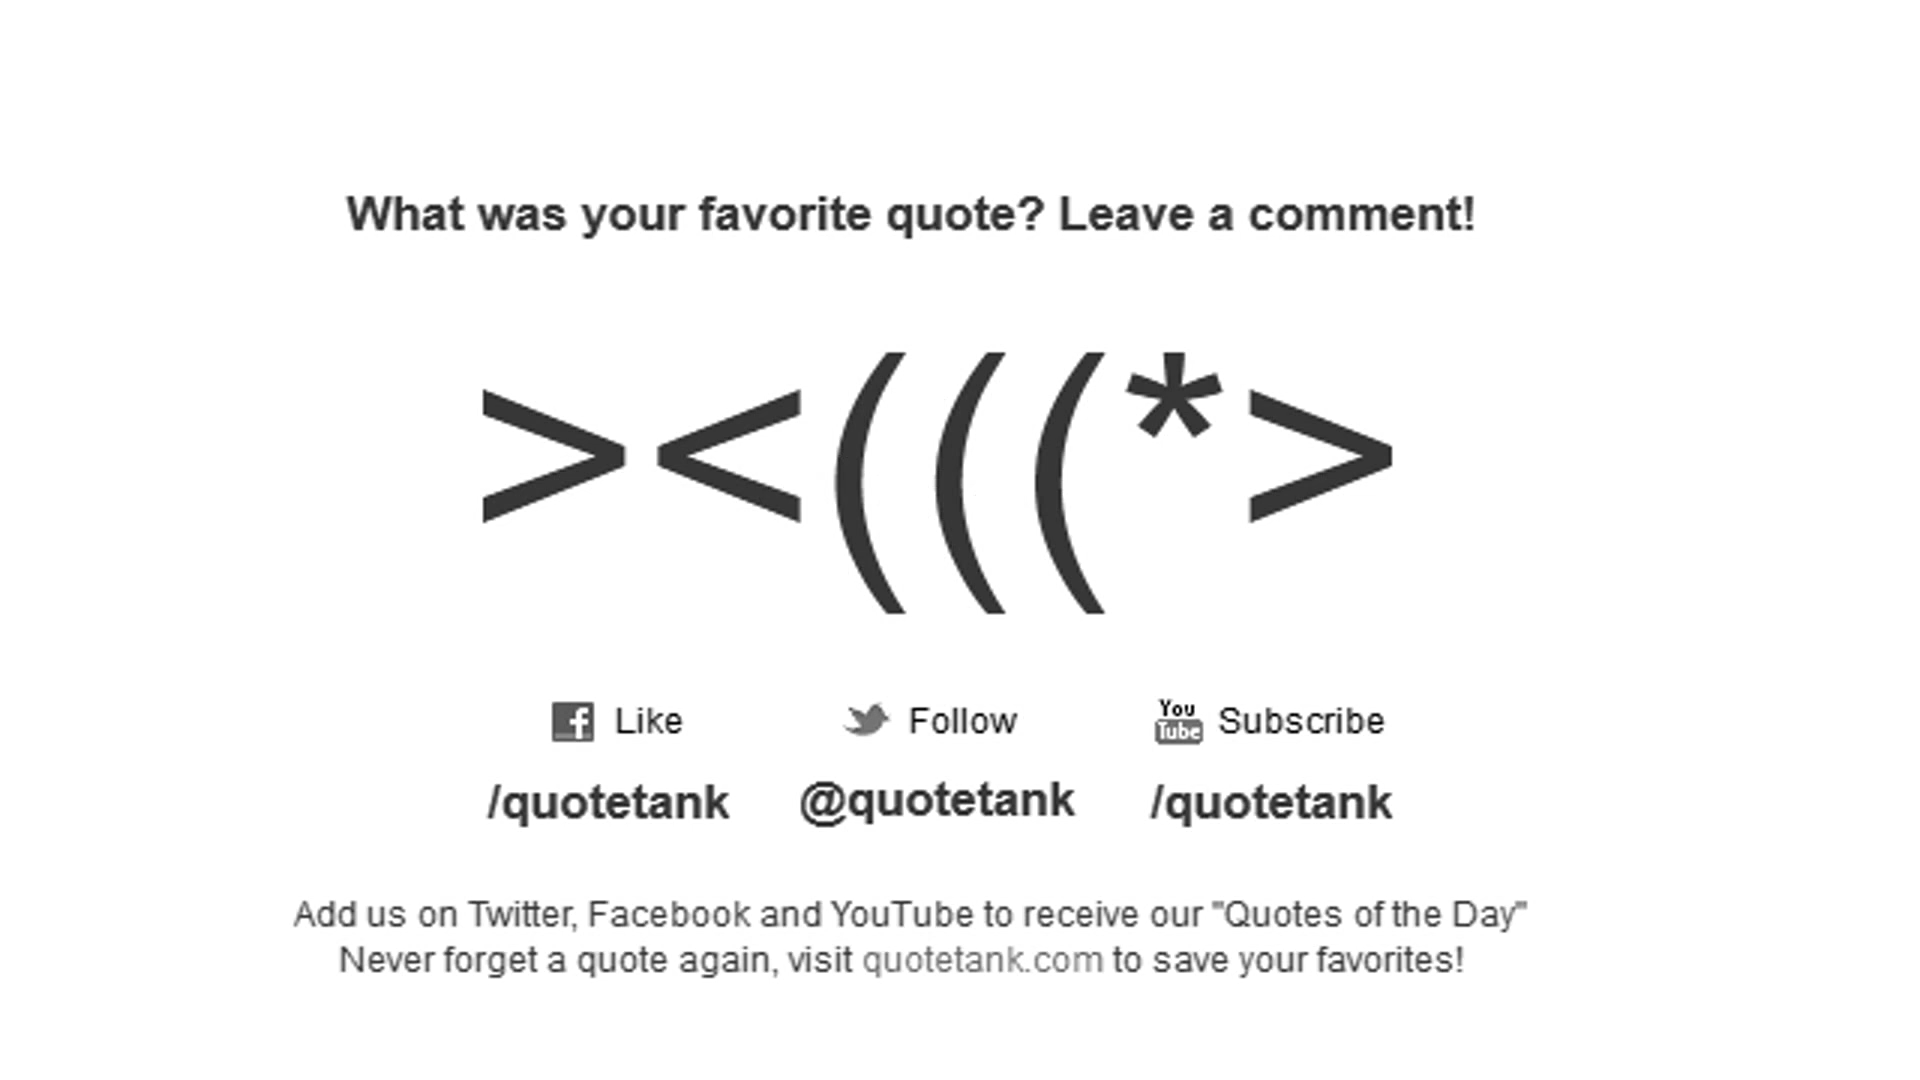 What was your favorite quote? Leave a comment!
><(((*>
f Like Follow You Tube Subscribe
/quotetank @quotetank /quotetank
Add us on Twitter, Facebook and YouTube to receive our "Quotes of the Day"
Never forget a quote again, visit quotetank.com to save your favorites!